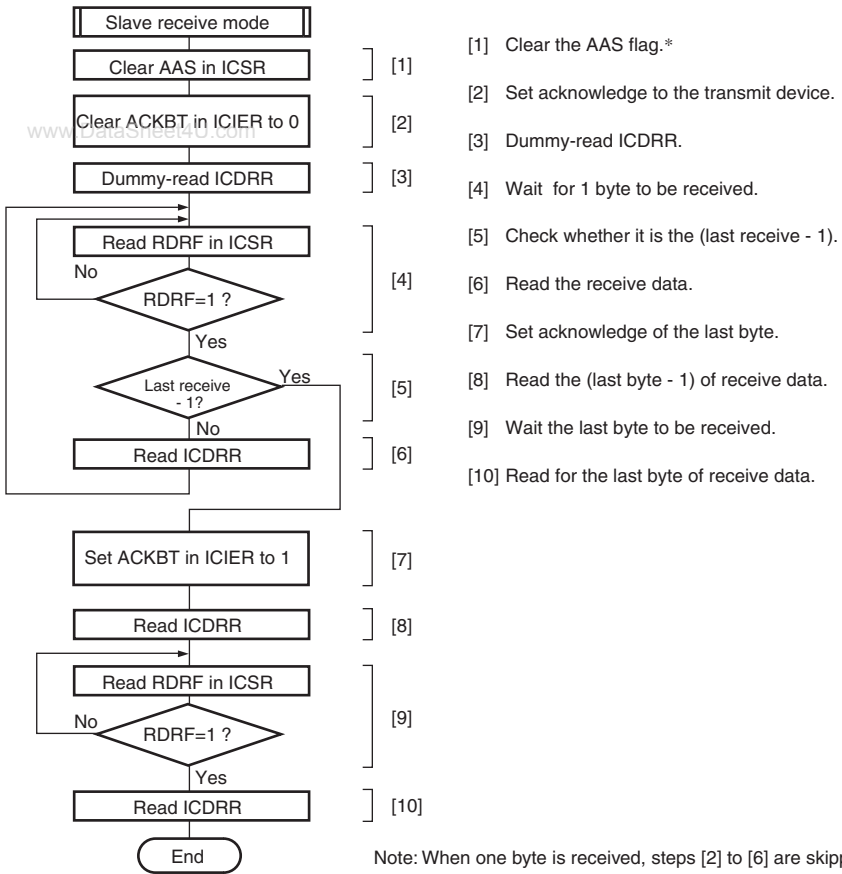 Slave receive mode
Clear AAS in ICSR [1]
Clear ACKBT in ICIER to 0 [2]
www.DataSheet4U.com
Dummy-read ICDRR [3]
Read RDRF in ICSR
No
[4]
RDRF=1 ?
Yes
Last receive
- 1?
Yes
[5]
No
Read ICDRR [6]
Set ACKBT in ICIER to 1 [7]
Read ICDRR [8]
Read RDRF in ICSR
No
[9]
RDRF=1 ?
Yes
Read ICDRR [10]
End
[1] Clear the AAS flag.*
[2] Set acknowledge to the transmit device.
[3] Dummy-read ICDRR.
[4] Wait for 1 byte to be received.
[5] Check whether it is the (last receive - 1).
[6] Read the receive data.
[7] Set acknowledge of the last byte.
[8] Read the (last byte - 1) of receive data.
[9] Wait the last byte to be received.
[10] Read for the last byte of receive data.
Note: When one byte is received, steps [2] to [6] are